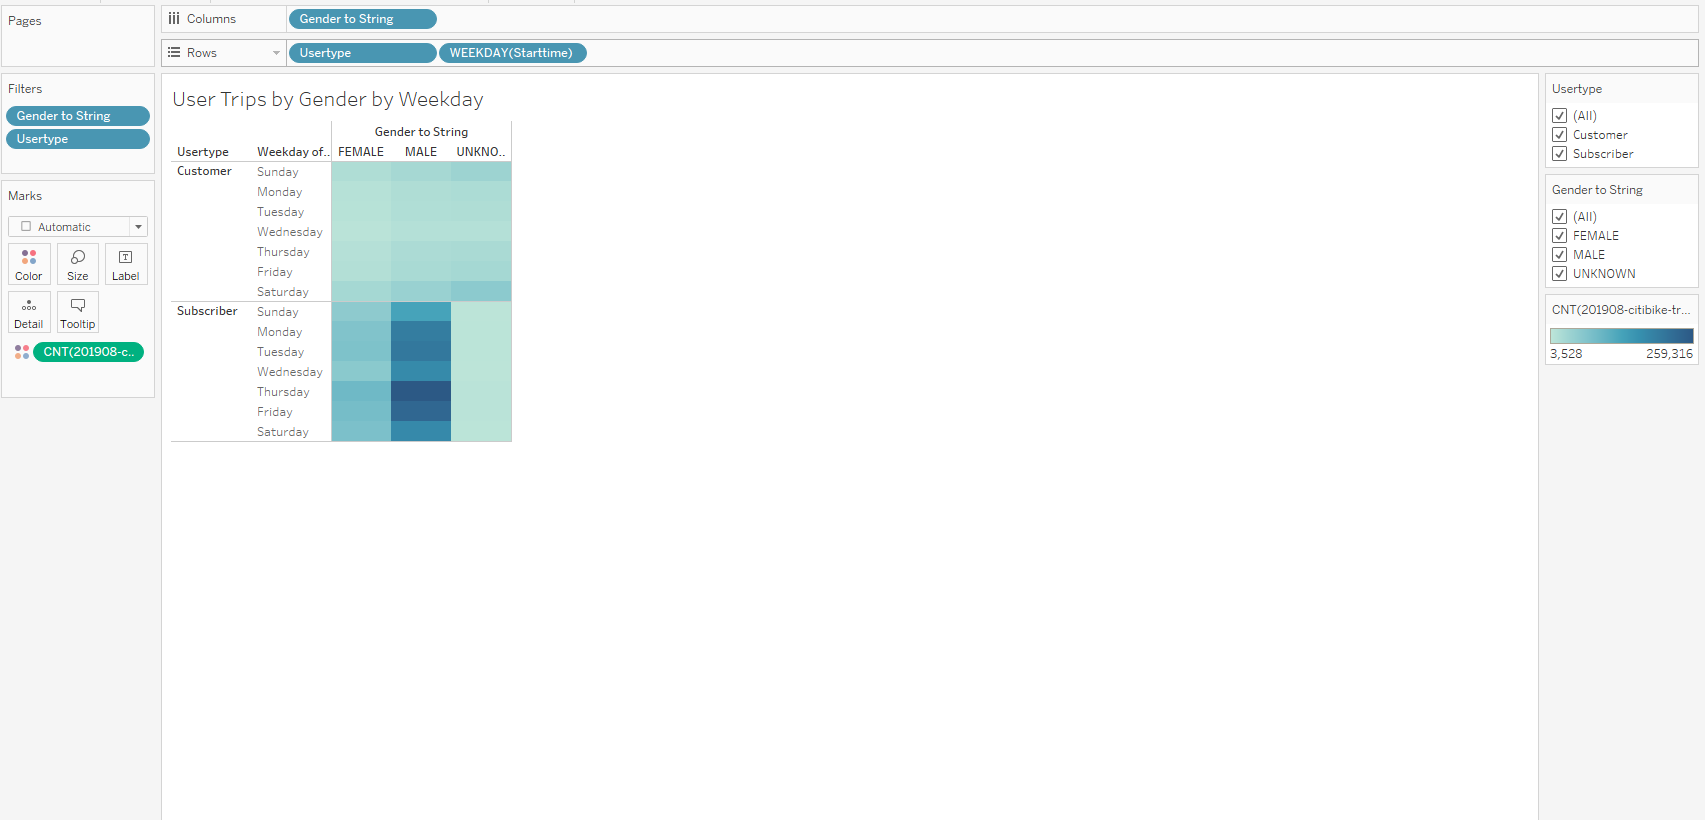 Pages
Columns
Gender to String
Rows
Usertype
WEEKDAY(Starttime)
Filters
Gender to String
Usertype
Marks
Automatic
Color
Size
Label
Detail
Tooltip
CNT(201908-c..
User Trips by Gender by Weekday
Gender to String
Usertype
Weekday of..
FEMALE
MALE
UNKNO..
Customer
Sunday
Monday
Tuesday
Wednesday
Thursday
Friday
Saturday
Subscriber
Sunday
Monday
Tuesday
Wednesday
Thursday
Friday
Saturday
Usertype
(All)
Customer
Subscriber
Gender to String
(All)
FEMALE
MALE
UNKNOWN
CNT(201908-citibike-tr...
3,528
259,316